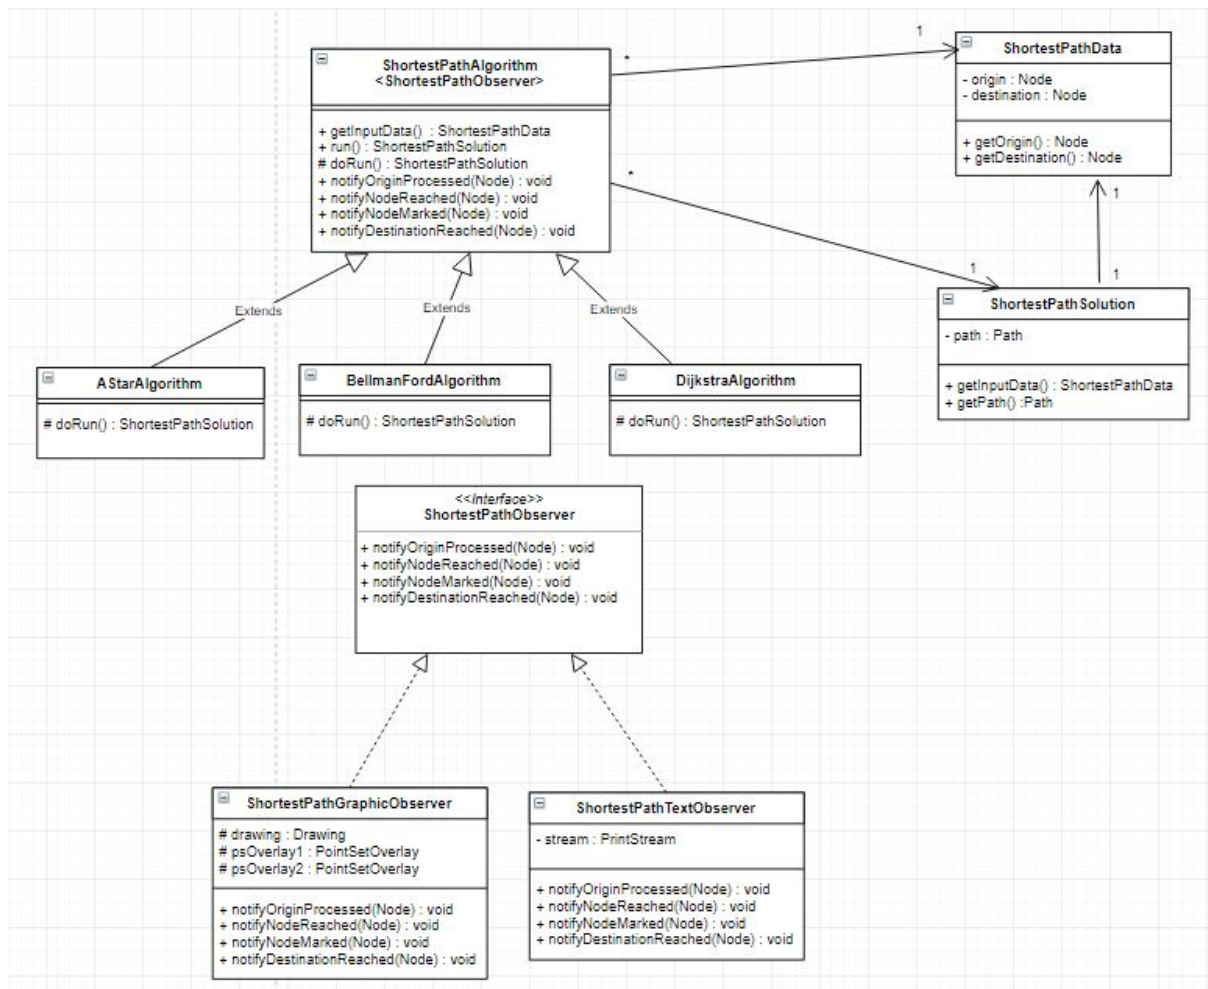 ShortestPathAlgorithm
<ShortestPathObserver>
+ getInputData() : ShortestPathData
+ run() : ShortestPathSolution
# doRun() : ShortestPathSolution
+ notifyOriginProcessed(Node) : void
+ notifyNodeReached(Node) : void
+ notifyNodeMarked(Node) : void
+ notifyDestinationReached(Node) : void
*
1
ShortestPathData
- origin : Node
- destination : Node
+ getOrigin() : Node
+ getDestination() : Node
*
1
1
1
ShortestPathSolution
- path : Path
+ getInputData() : ShortestPathData
+ getPath() :Path
Extends
Extends
Extends
AStarAlgorithm
# doRun() : ShortestPathSolution
BellmanFordAlgorithm
# doRun() : ShortestPathSolution
DijkstraAlgorithm
# doRun() : ShortestPathSolution
<<Interface>>
ShortestPathObserver
+ notifyOriginProcessed(Node) : void
+ notifyNodeReached(Node) : void
+ notifyNodeMarked(Node) : void
+ notifyDestinationReached(Node) : void
ShortestPathGraphicObserver
# drawing : Drawing
# psOverlay1 : PointSetOverlay
# psOverlay2 : PointSetOverlay
+ notifyOriginProcessed(Node) : void
+ notifyNodeReached(Node) : void
+ notifyNodeMarked(Node) : void
+ notifyDestinationReached(Node) : void
ShortestPathTextObserver
- stream : PrintStream
+ notifyOriginProcessed(Node) : void
+ notifyNodeReached(Node) : void
+ notifyNodeMarked(Node) : void
+ notifyDestinationReached(Node) : void